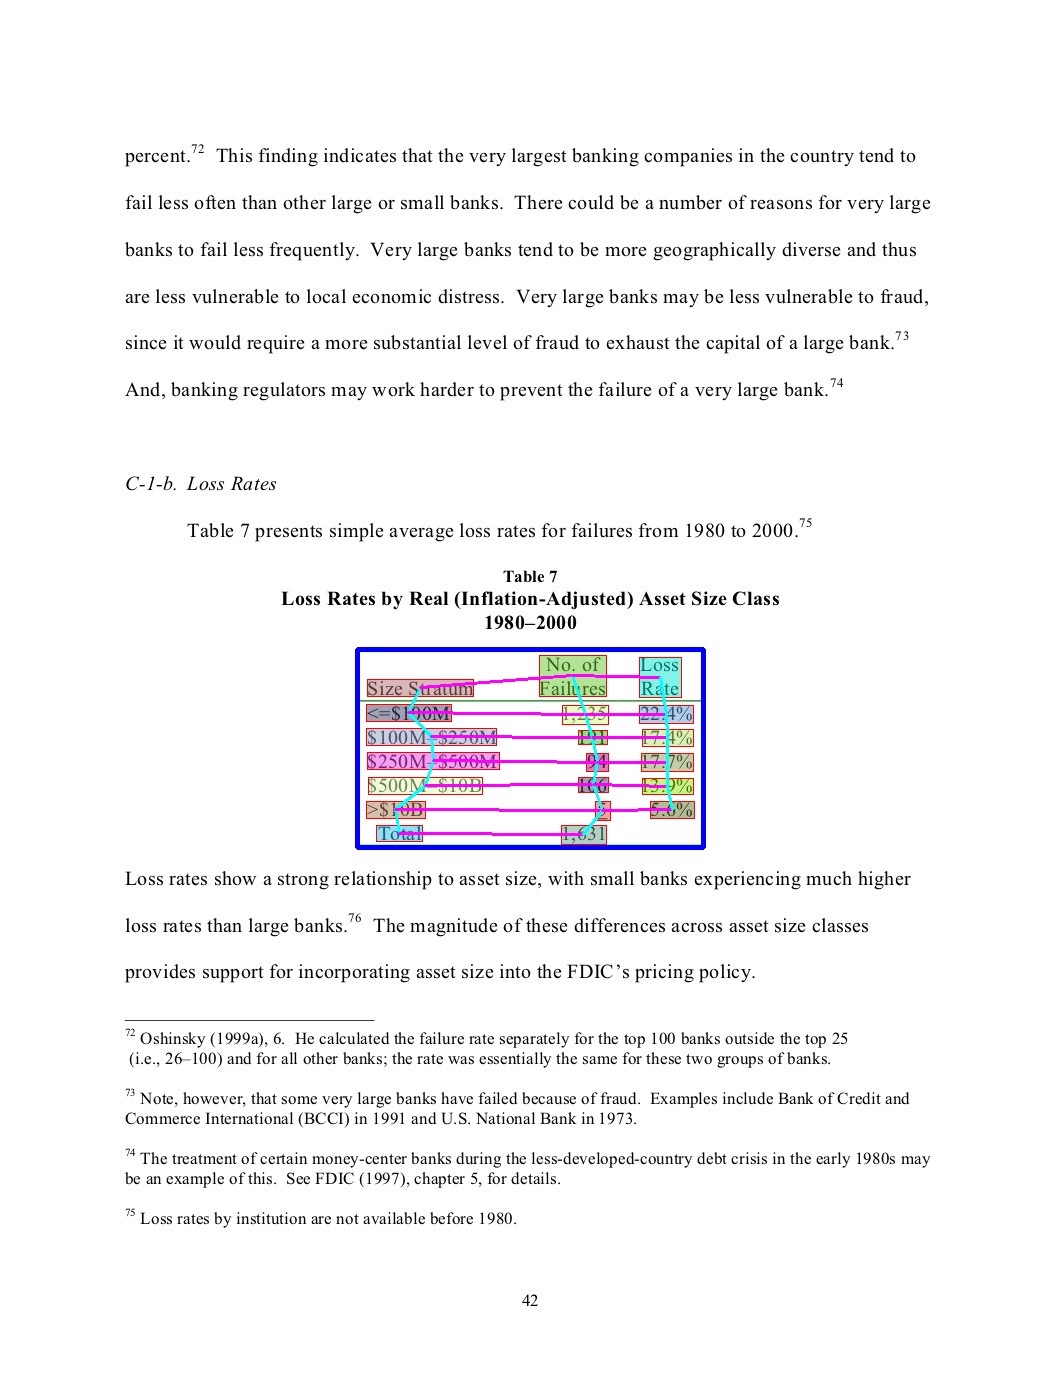 percent.72 This finding indicates that the very largest banking companies in the country tend to
fail less often than other large or small banks. There could be a number of reasons for very large
banks to fail less frequently. Very large banks tend to be more geographically diverse and thus
are less vulnerable to local economic distress. Very large banks may be less vulnerable to fraud,
since it would require a more substantial level of fraud to exhaust the capital of a large bank.73
And, banking regulators may work harder to prevent the failure of a very large bank.74
C-1-b. Loss Rates
Table 7 presents simple average loss rates for failures from 1980 to 2000.75
Table 7
Loss Rates by Real (Inflation-Adjusted) Asset Size Class
1980–2000
No. of Loss
Size Stratum Failures Rate
<=$100M 1,235 22.4%
$100M–$250M 131 17.4%
$250M–$500M 94 17.7%
$500M–$10B 166 13.9%
>$10B 5 5.6%
Total 1,631
Loss rates show a strong relationship to asset size, with small banks experiencing much higher
loss rates than large banks.76 The magnitude of these differences across asset size classes
provides support for incorporating asset size into the FDIC’s pricing policy.
72 Oshinsky (1999a), 6. He calculated the failure rate separately for the top 100 banks outside the top 25
(i.e., 26–100) and for all other banks; the rate was essentially the same for these two groups of banks.
73 Note, however, that some very large banks have failed because of fraud. Examples include Bank of Credit and
Commerce International (BCCI) in 1991 and U.S. National Bank in 1973.
74 The treatment of certain money-center banks during the less-developed-country debt crisis in the early 1980s may
be an example of this. See FDIC (1997), chapter 5, for details.
75 Loss rates by institution are not available before 1980.
42